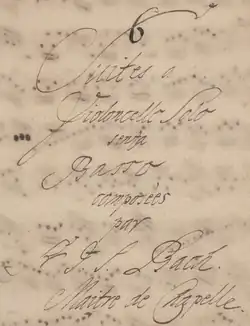 6
Suites a
Violoncello Solo
senza
Basso
composées
par
S.r J. S. Bach.
Maitre de Capelle